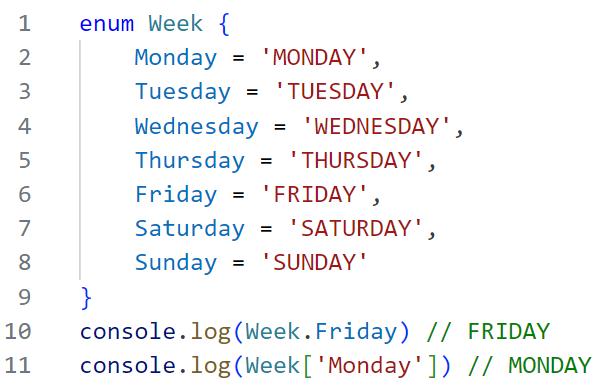 1 enum Week {
2 Monday = 'MONDAY',
3 Tuesday = 'TUESDAY',
4 Wednesday = 'WEDNESDAY',
5 Thursday = 'THURSDAY',
6 Friday = 'FRIDAY',
7 Saturday = 'SATURDAY',
8 Sunday = 'SUNDAY'
9 }
10 console.log(Week.Friday) // FRIDAY
11 console.log(Week['Monday']) // MONDAY